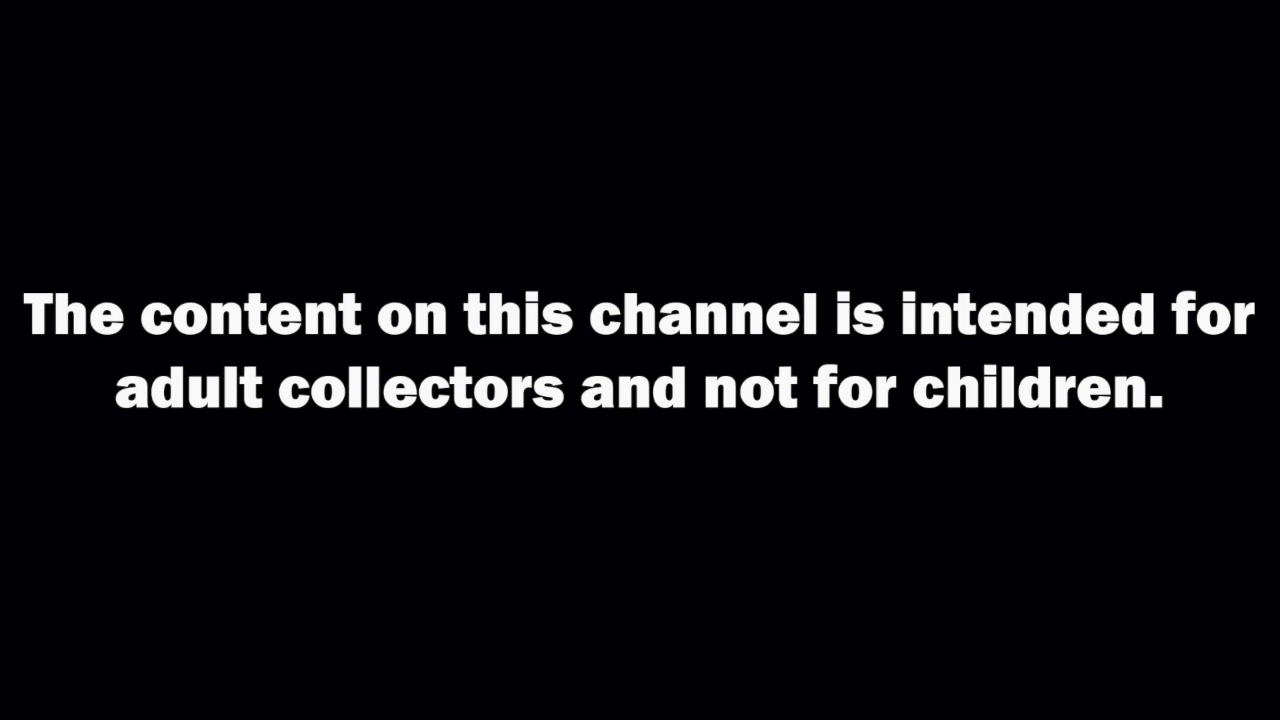 The content on this channel is intended for
adult collectors and not for children.